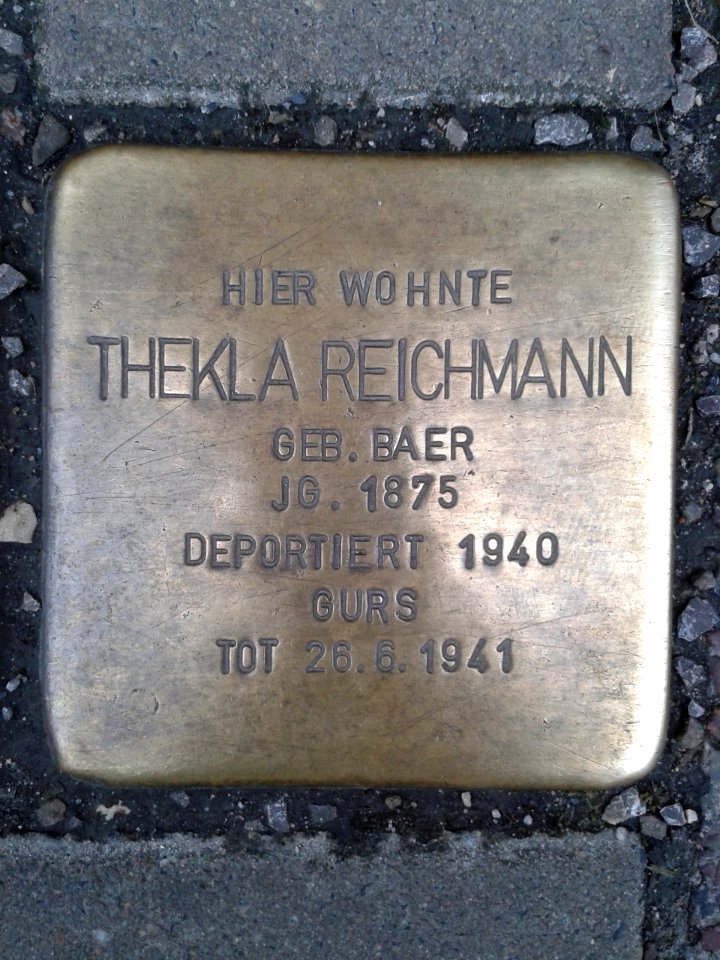 HIER WOHNTE
THEKLA REICHMANN
GEB. BAER
JG. 1875
DEPORTIERT 1940
GURS
TOT 26.6.1941